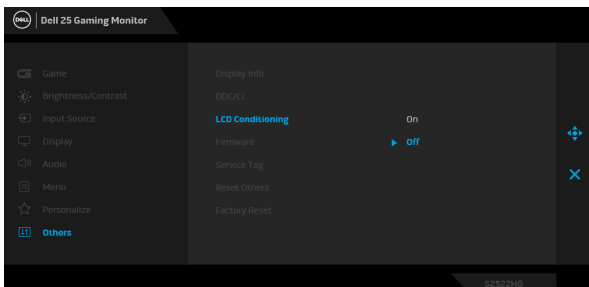 DELL
Dell 25 Gaming Monitor
Game
Brightness/Contrast
Input Source
Display
Audio
Menu
Personalize
Others
Display Info
DDC/CI
LCD Conditioning
On
Firmware
Off
Service Tag
Reset Others
Factory Reset
S2522HG